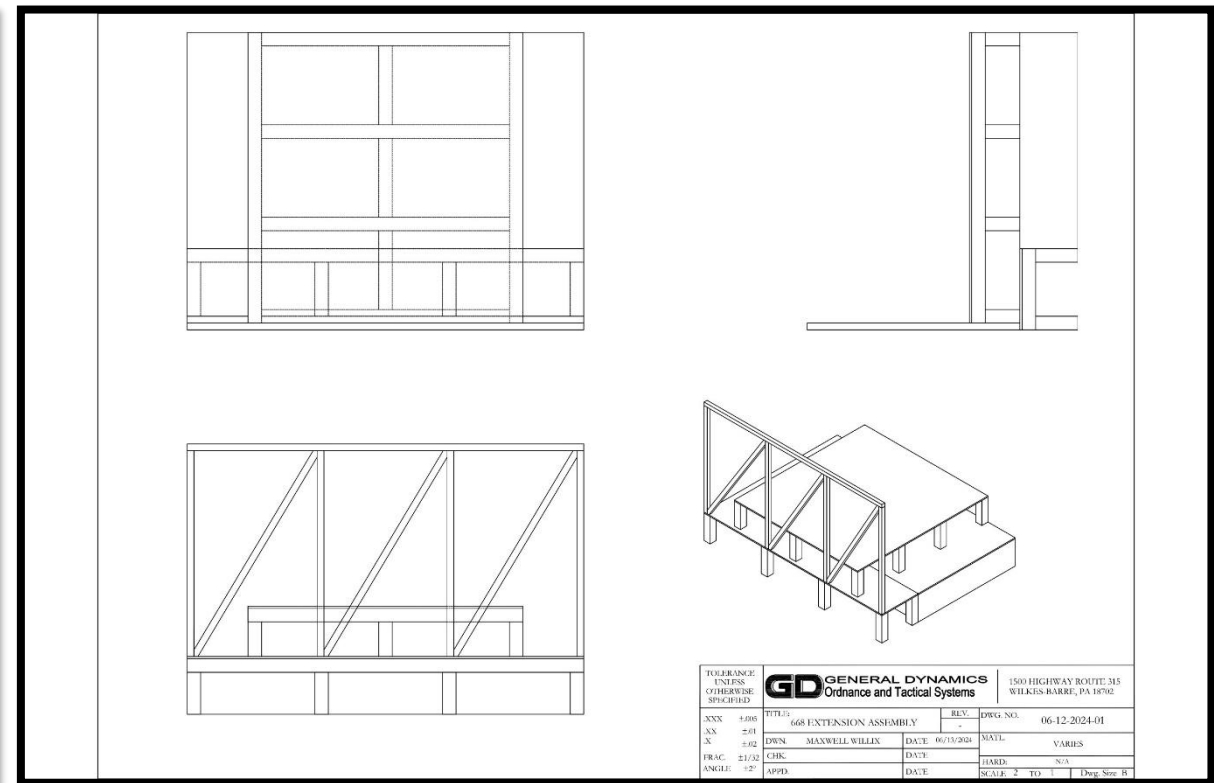 TOLERANCE
UNLESS
OTHERWISE
SPECIFIED
.XXX ±.005
.XX ±.01
.X ±.02
FRAC. ±1/32
ANGLE ±2°
GD GENERAL DYNAMICS
Ordnance and Tactical Systems
1500 HIGHWAY ROUTE 315
WILKES-BARRE, PA 18702
TITLE:
668 EXTENSION ASSEMBLY
REV.
-
DWG. NO. 06-12-2024-01
DWN. MAXWELL WILLIX DATE 06/13/2024
MATL. VARIES
CHK. DATE
HARD: N/A
APPD. DATE
SCALE 2 TO 1 Dwg. Size B